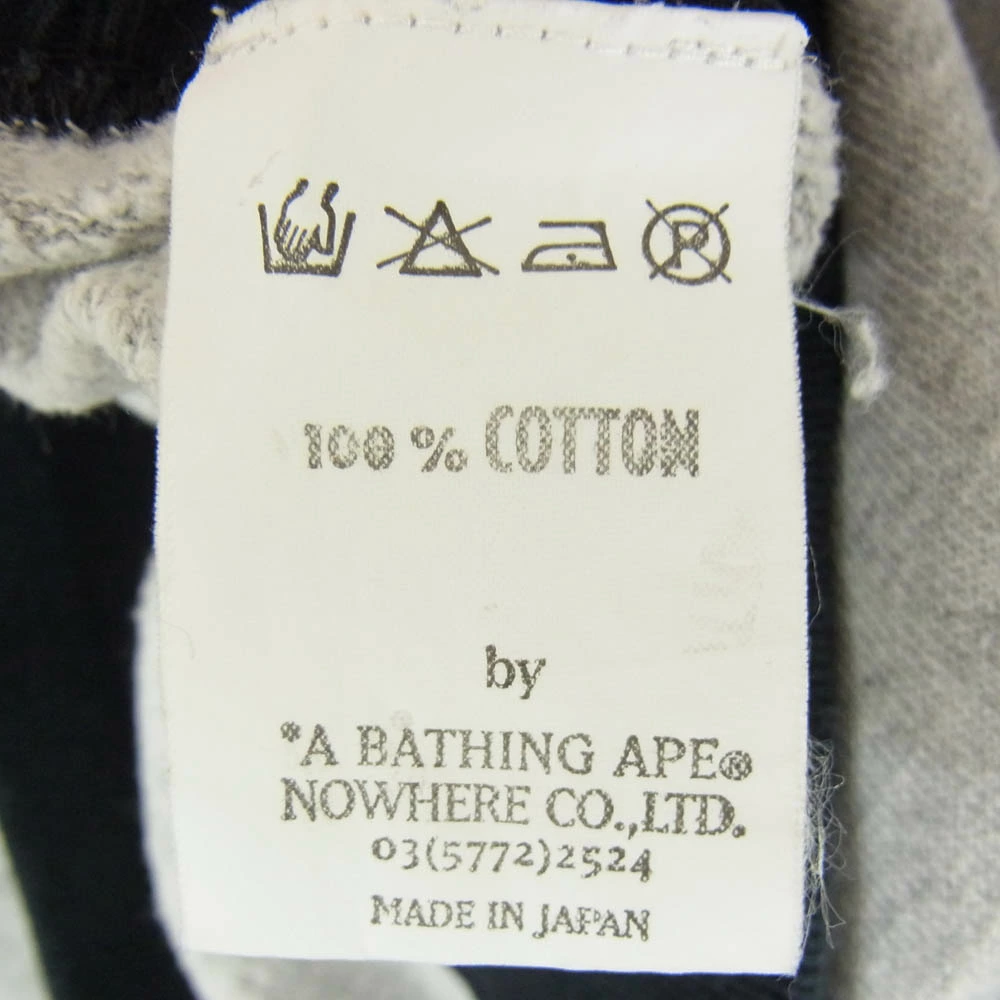 P
100% COTTON
by
*A BATHING APE®
NOWHERE CO.,LTD.
03(5772)2524
MADE IN JAPAN